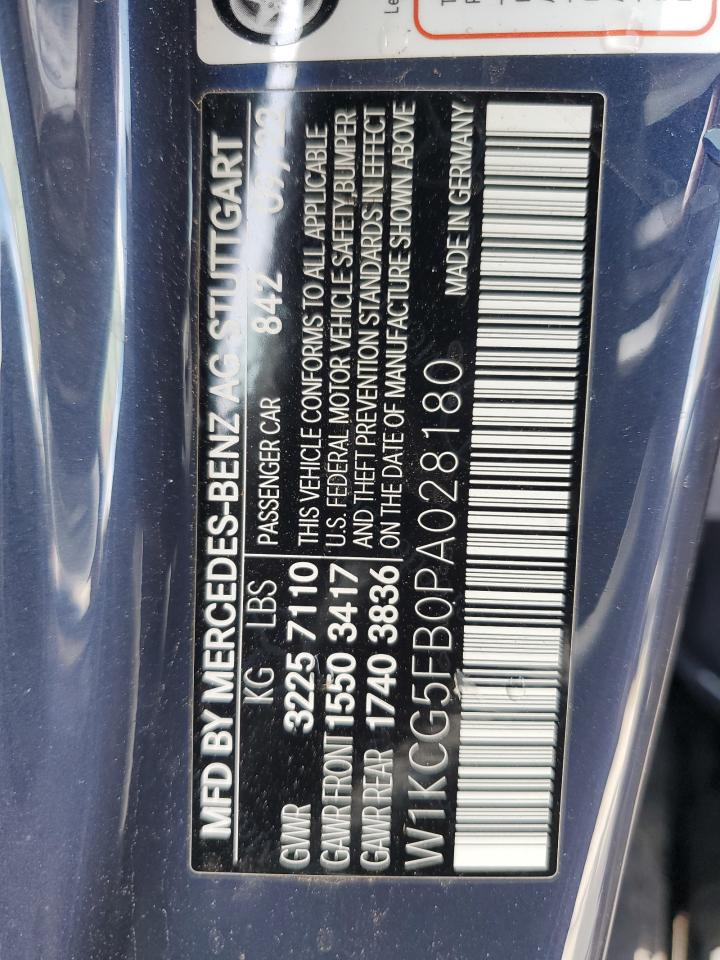 MFD BY MERCEDES-BENZ AG STUTTGART
KG LBS PASSENGER CAR 842 09/22
GVWR 3225 7110
GAWR FRONT 1550 3417
GAWR REAR 1740 3836
THIS VEHICLE CONFORMS TO ALL APPLICABLE
U.S. FEDERAL MOTOR VEHICLE SAFETY,BUMPER
AND THEFT PREVENTION STANDARDS IN EFFECT
ON THE DATE OF MANUFACTURE SHOWN ABOVE
W1KCG5FB0PA028180 MADE IN GERMANY